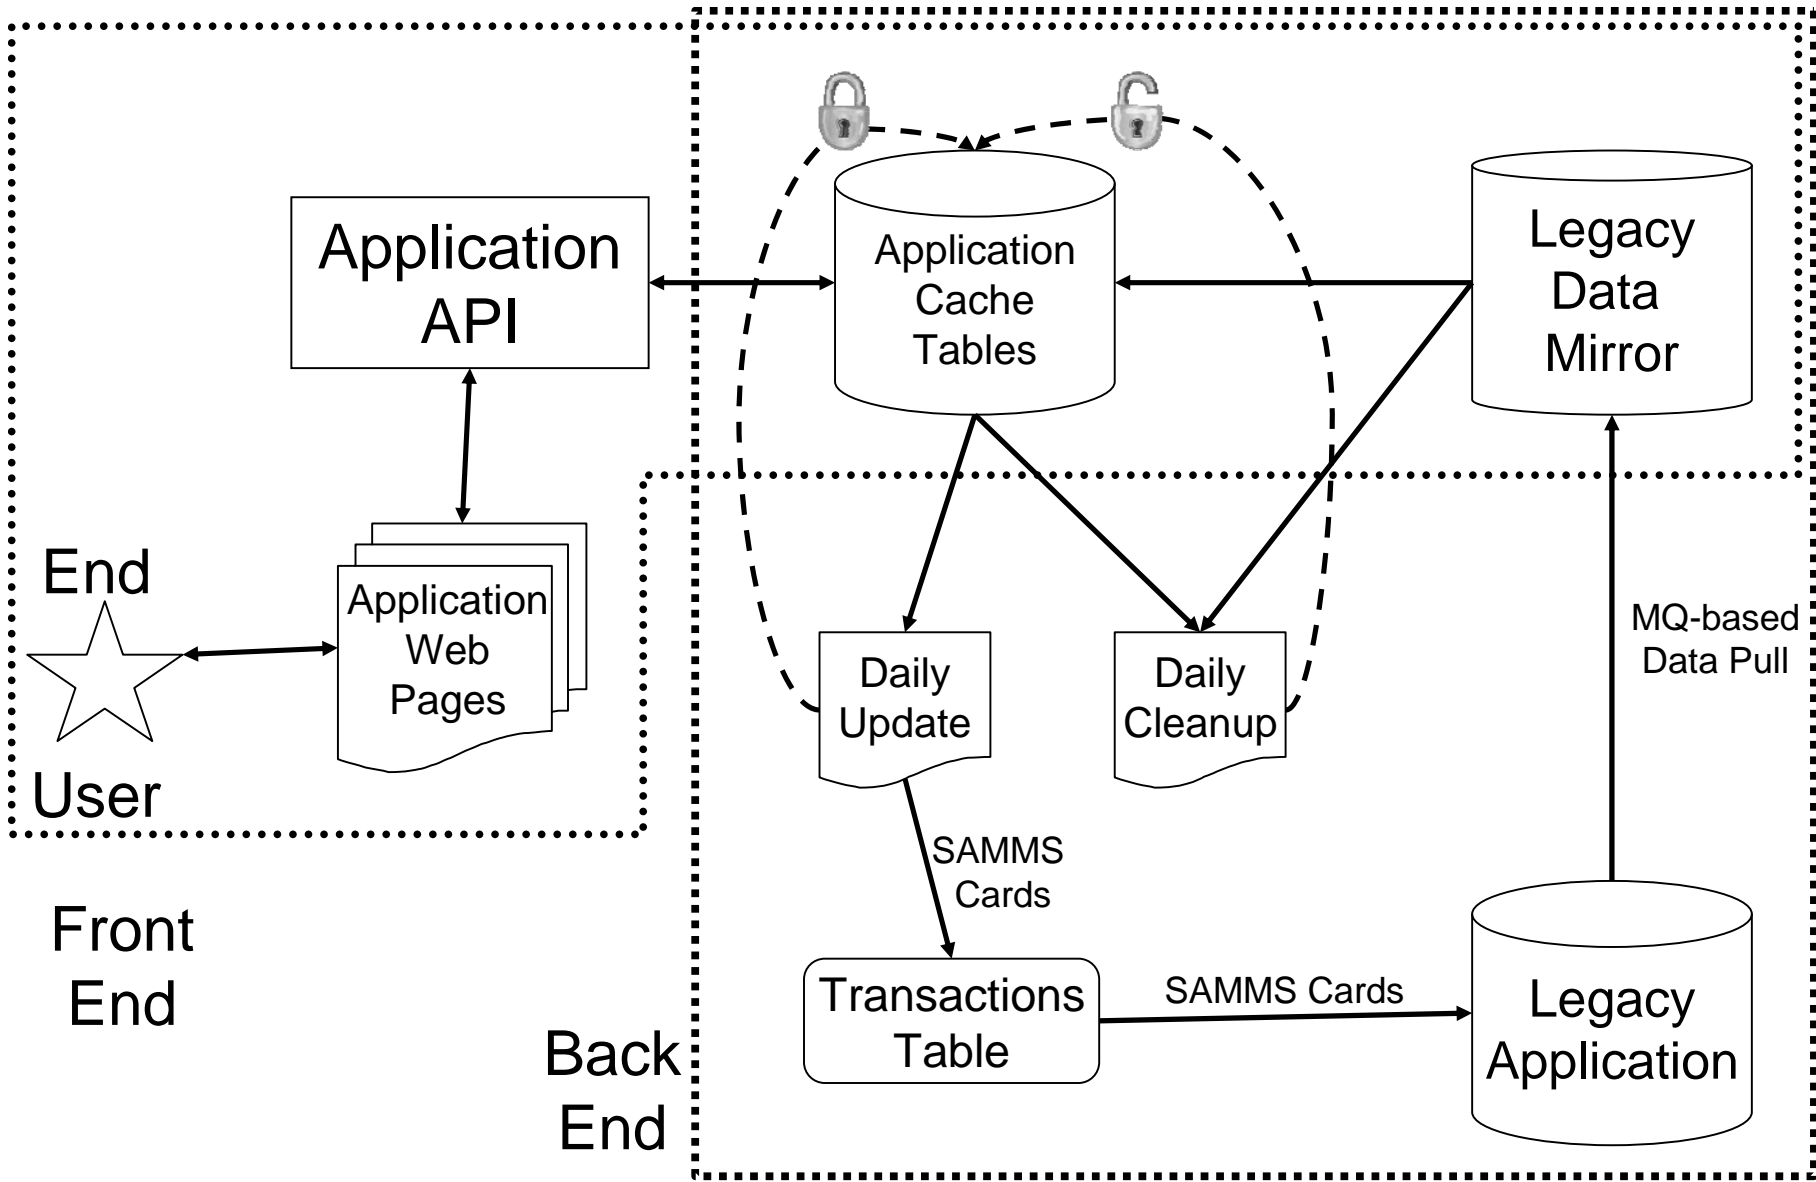 Application
API
Application
Cache
Tables
Legacy
Data
Mirror
End
User
Application
Web
Pages
Daily
Update
Daily
Cleanup
MQ-based
Data Pull
SAMMS
Cards
Front
End
Back
End
Transactions
Table
SAMMS Cards
Legacy
Application